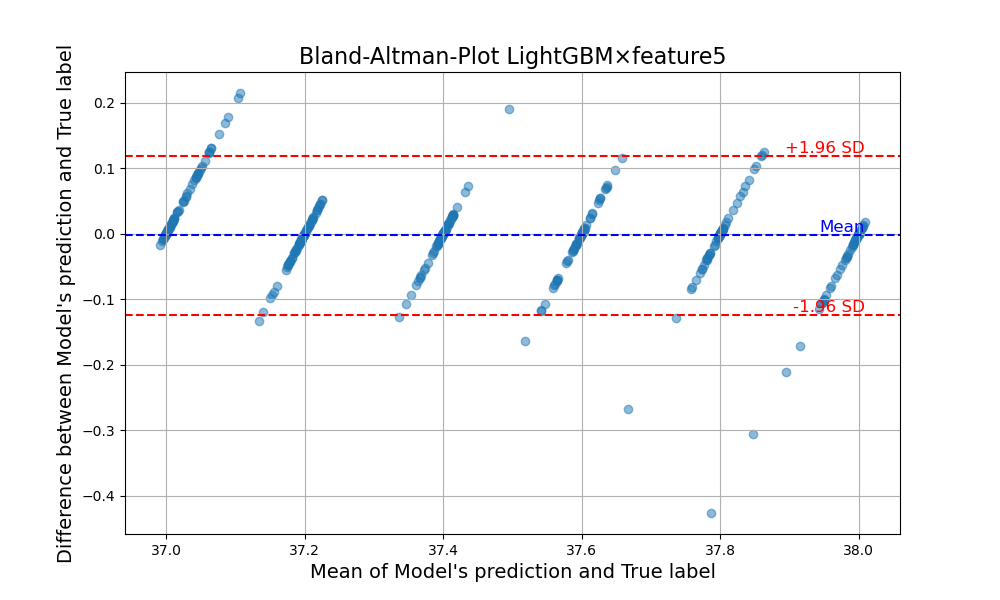 Bland-Altman-Plot LightGBM×feature5
Difference between Model's prediction and True label
0.2
0.1
0.0
−0.1
−0.2
−0.3
−0.4
+1.96 SD
Mean
-1.96 SD
37.0 37.2 37.4 37.6 37.8 38.0
Mean of Model's prediction and True label